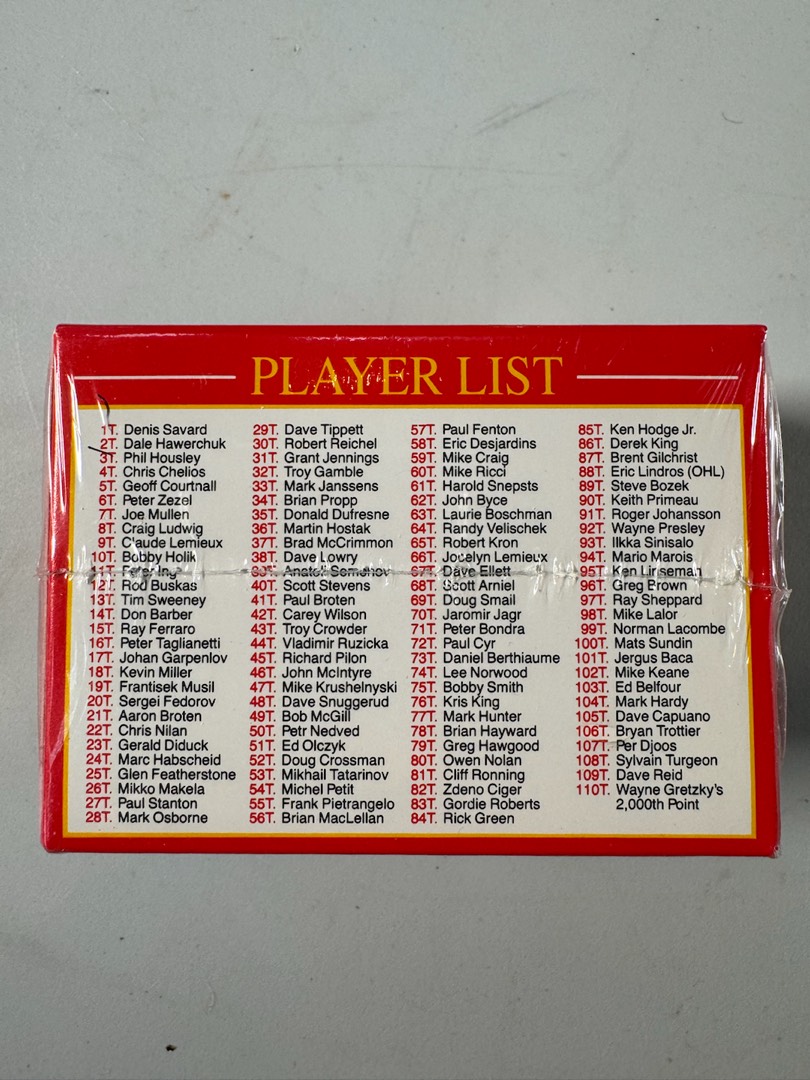 PLAYER LIST
1T. Denis Savard
2T. Dale Hawerchuk
3T. Phil Housley
4T. Chris Chelios
5T. Geoff Courtnall
6T. Peter Zezel
7T. Joe Mullen
8T. Craig Ludwig
9T. Claude Lemieux
10T. Bobby Holik
11T. Peter Ing
12T. Rod Buskas
13T. Tim Sweeney
14T. Don Barber
15T. Ray Ferraro
16T. Peter Taglianetti
17T. Johan Garpenlov
18T. Kevin Miller
19T. Frantisek Musil
20T. Sergei Fedorov
21T. Aaron Broten
22T. Chris Nilan
23T. Gerald Diduck
24T. Marc Habscheid
25T. Glen Featherstone
26T. Mikko Makela
27T. Paul Stanton
28T. Mark Osborne
29T. Dave Tippett
30T. Robert Reichel
31T. Grant Jennings
32T. Troy Gamble
33T. Mark Janssens
34T. Brian Propp
35T. Donald Dufresne
36T. Martin Hostak
37T. Brad McCrimmon
38T. Dave Lowry
39T. Anatoli Semenov
40T. Scott Stevens
41T. Paul Broten
42T. Carey Wilson
43T. Troy Crowder
44T. Vladimir Ruzicka
45T. Richard Pilon
46T. John McIntyre
47T. Mike Krushelnyski
48T. Dave Snuggerud
49T. Bob McGill
50T. Petr Nedved
51T. Ed Olczyk
52T. Doug Crossman
53T. Mikhail Tatarinov
54T. Michel Petit
55T. Frank Pietrangelo
56T. Brian MacLellan
57T. Paul Fenton
58T. Eric Desjardins
59T. Mike Craig
60T. Mike Ricci
61T. Harold Snepsts
62T. John Byce
63T. Laurie Boschman
64T. Randy Velischek
65T. Robert Kron
66T. Jocelyn Lemieux
67T. Dave Ellett
68T. Scott Arniel
69T. Doug Smail
70T. Jaromir Jagr
71T. Peter Bondra
72T. Paul Cyr
73T. Daniel Berthiaume
74T. Lee Norwood
75T. Bobby Smith
76T. Kris King
77T. Mark Hunter
78T. Brian Hayward
79T. Greg Hawgood
80T. Owen Nolan
81T. Cliff Ronning
82T. Zdeno Ciger
83T. Gordie Roberts
84T. Rick Green
85T. Ken Hodge Jr.
86T. Derek King
87T. Brent Gilchrist
88T. Eric Lindros (OHL)
89T. Steve Bozek
90T. Keith Primeau
91T. Roger Johansson
92T. Wayne Presley
93T. Ilkka Sinisalo
94T. Mario Marois
95T. Ken Linseman
96T. Greg Brown
97T. Ray Sheppard
98T. Mike Lalor
99T. Norman Lacombe
100T. Mats Sundin
101T. Jergus Baca
102T. Mike Keane
103T. Ed Belfour
104T. Mark Hardy
105T. Dave Capuano
106T. Bryan Trottier
107T. Per Djoos
108T. Sylvain Turgeon
109T. Dave Reid
110T. Wayne Gretzky's
2,000th Point